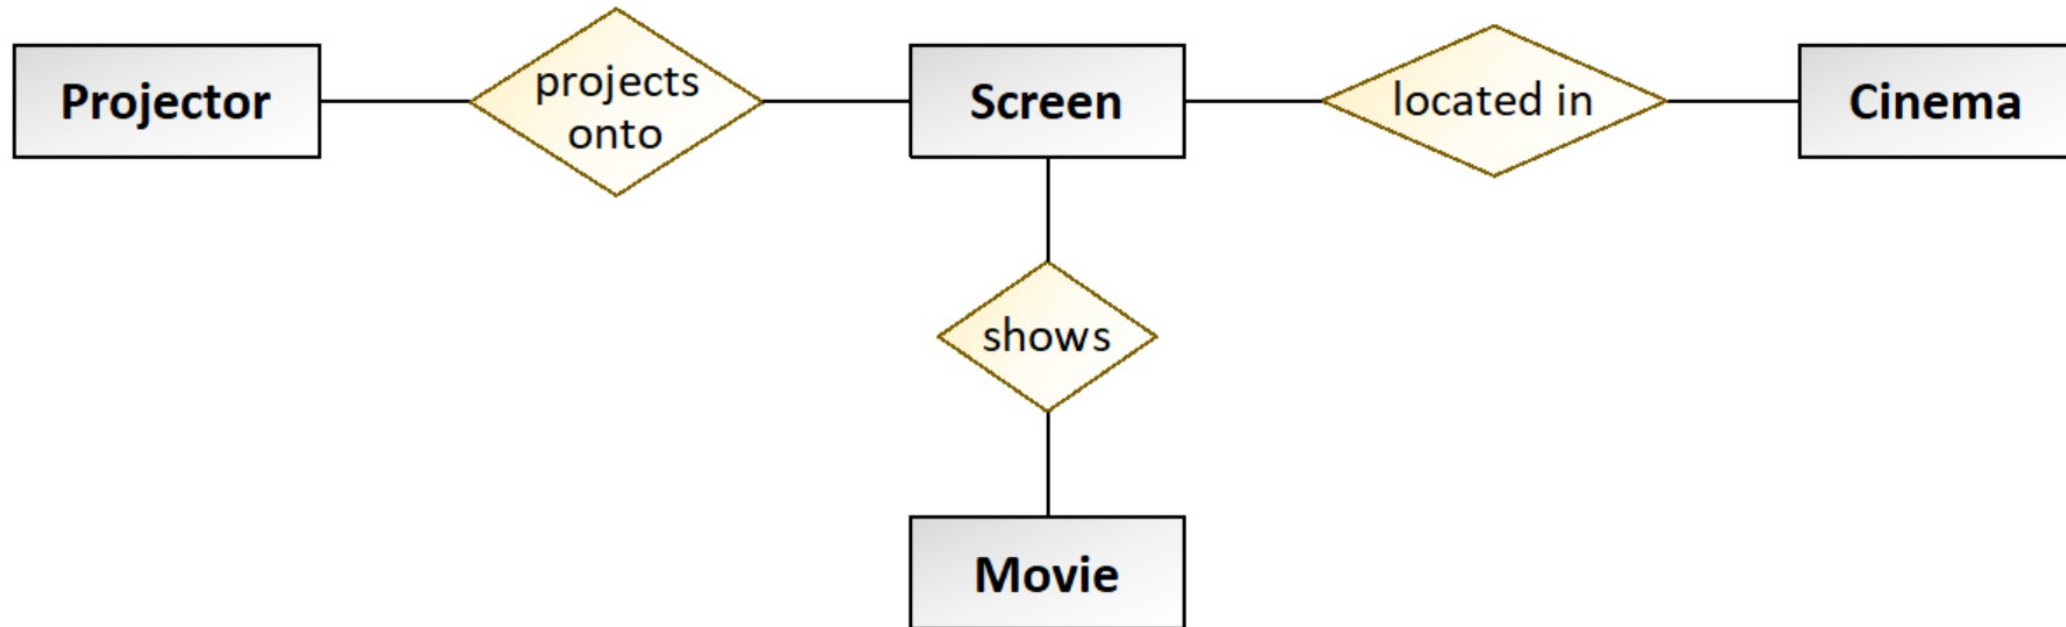 Projector
projects
onto
Screen
located in
Cinema
shows
Movie